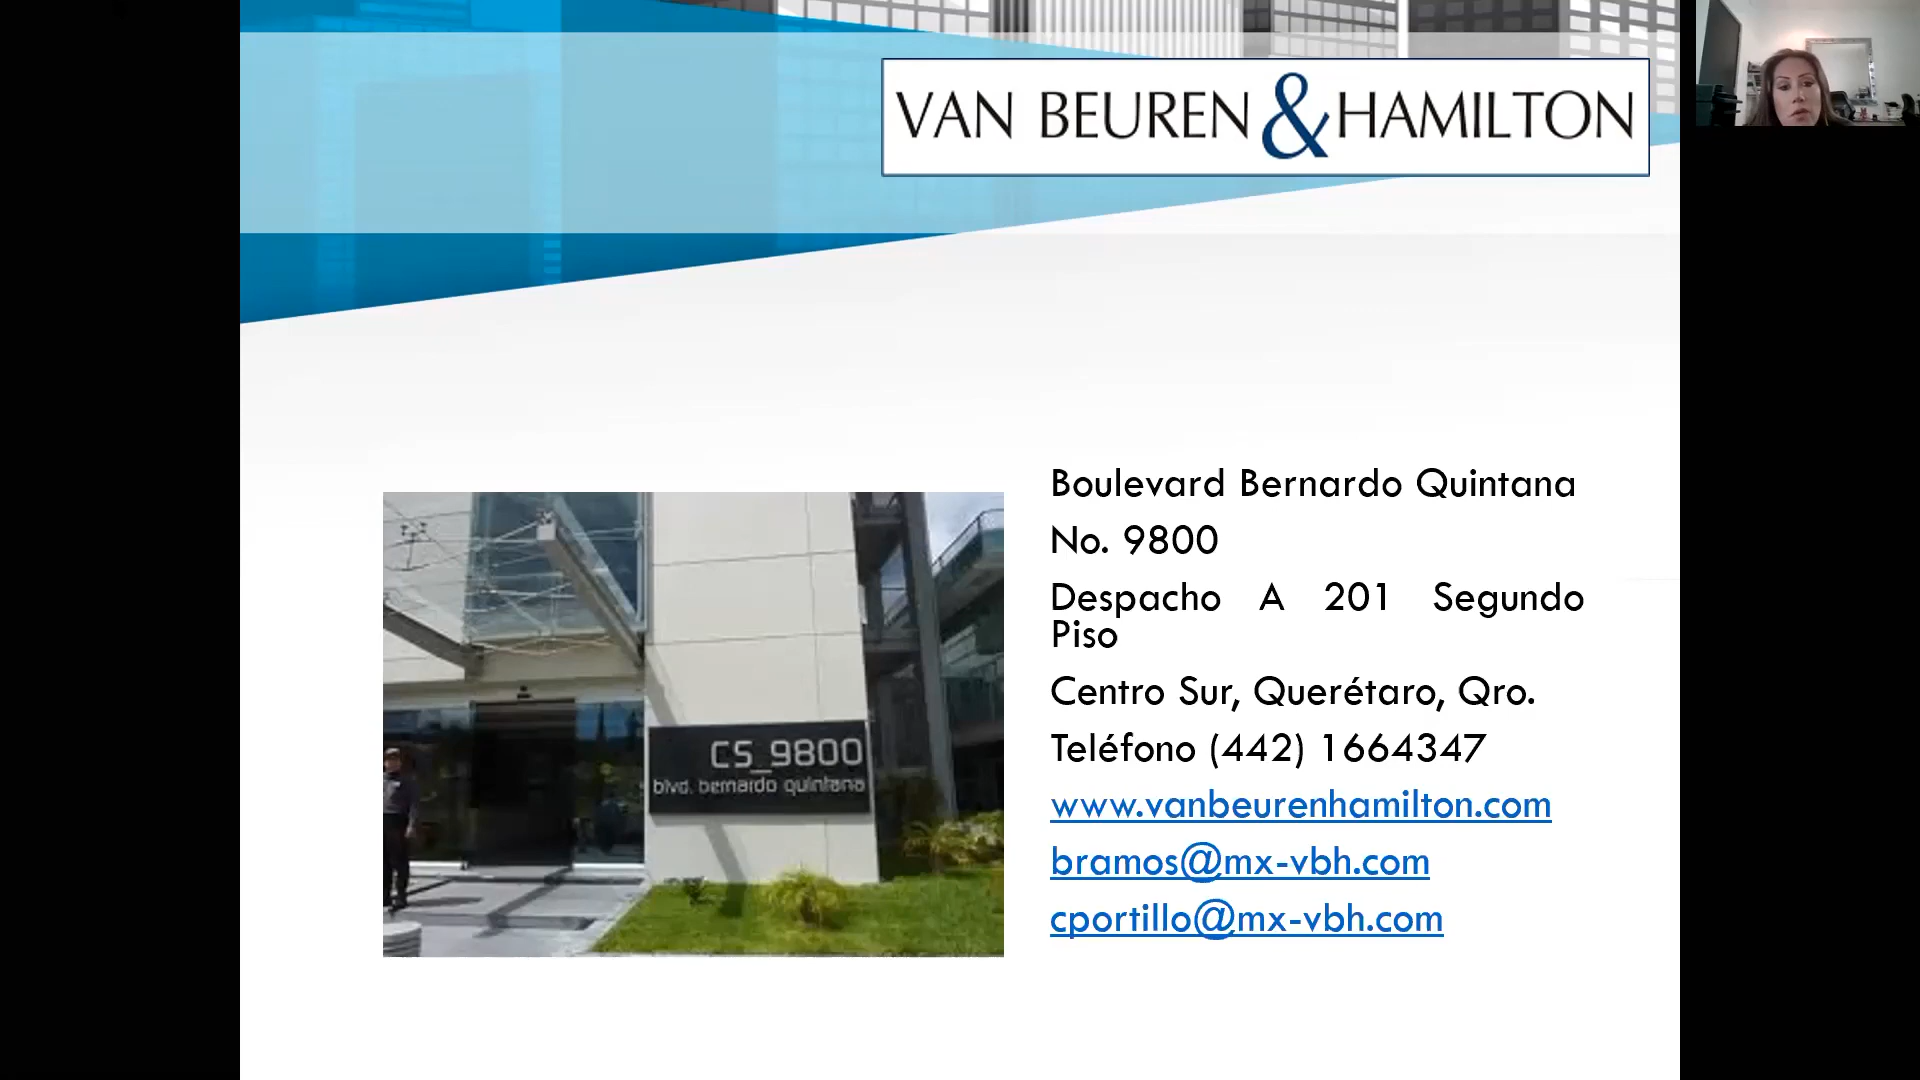 VAN BEUREN & HAMILTON
Boulevard Bernardo Quintana
No. 9800
Despacho A 201 Segundo
Piso
Centro Sur, Querétaro, Qro.
Teléfono (442) 1664347
www.vanbeurenhamilton.com
bramos@mx-vbh.com
cportillo@mx-vbh.com
CS_9800
blvd. bernardo quintana